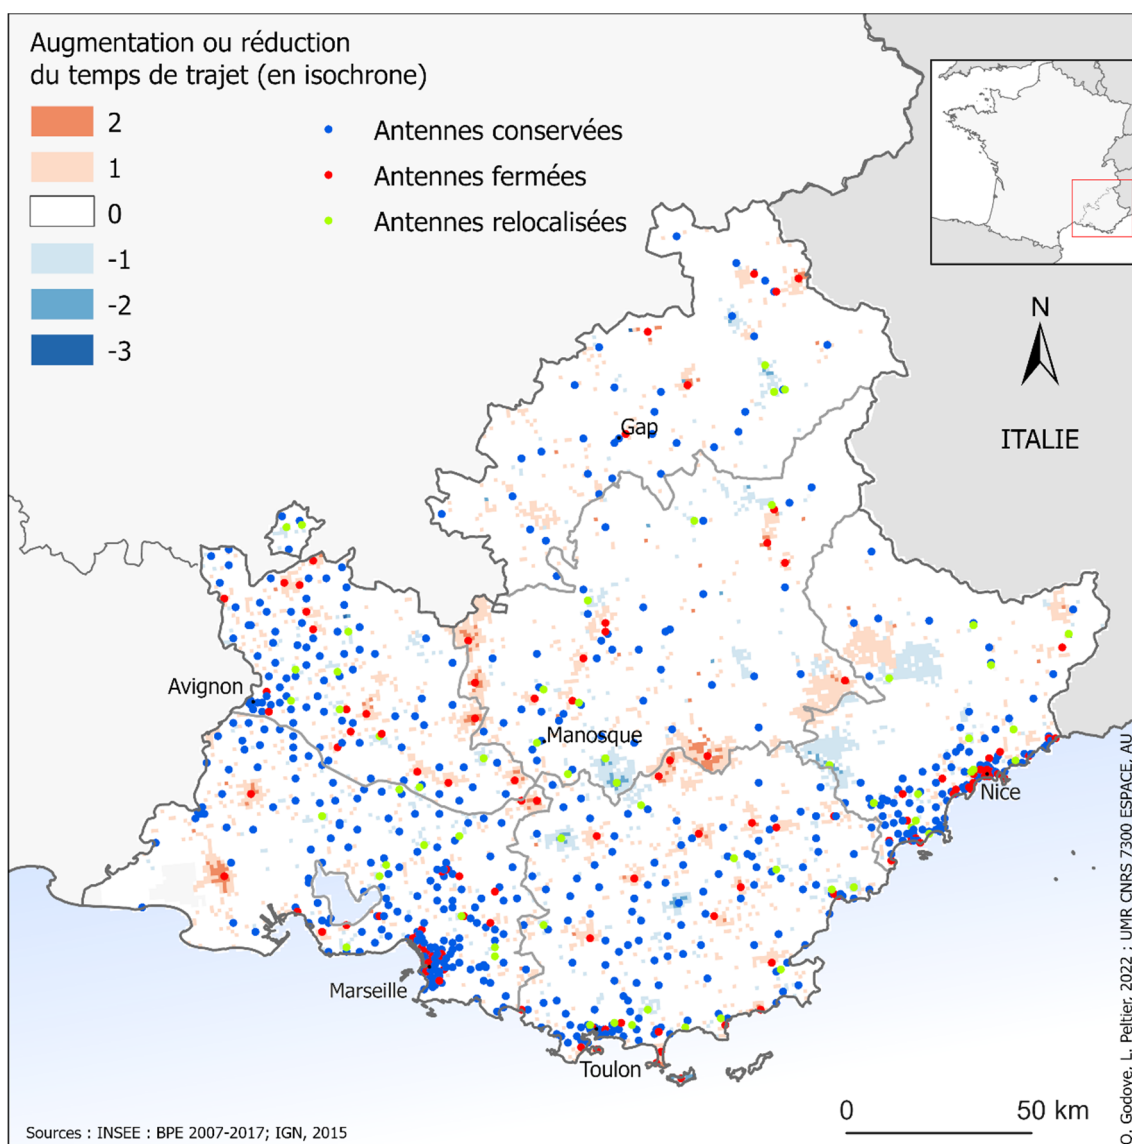 Augmentation ou réduction
du temps de trajet (en isochrone)
2
1
0
-1
-2
-3
Antennes conservées
Antennes fermées
Antennes relocalisées
N
ITALIE
Gap
Avignon
Manosque
Nice
Marseille
Toulon
0 50 km
Sources : INSEE : BPE 2007-2017; IGN, 2015
O. Godoye, L. Peltier, 2022 : UMR CNRS 7300 ESPACE, AU